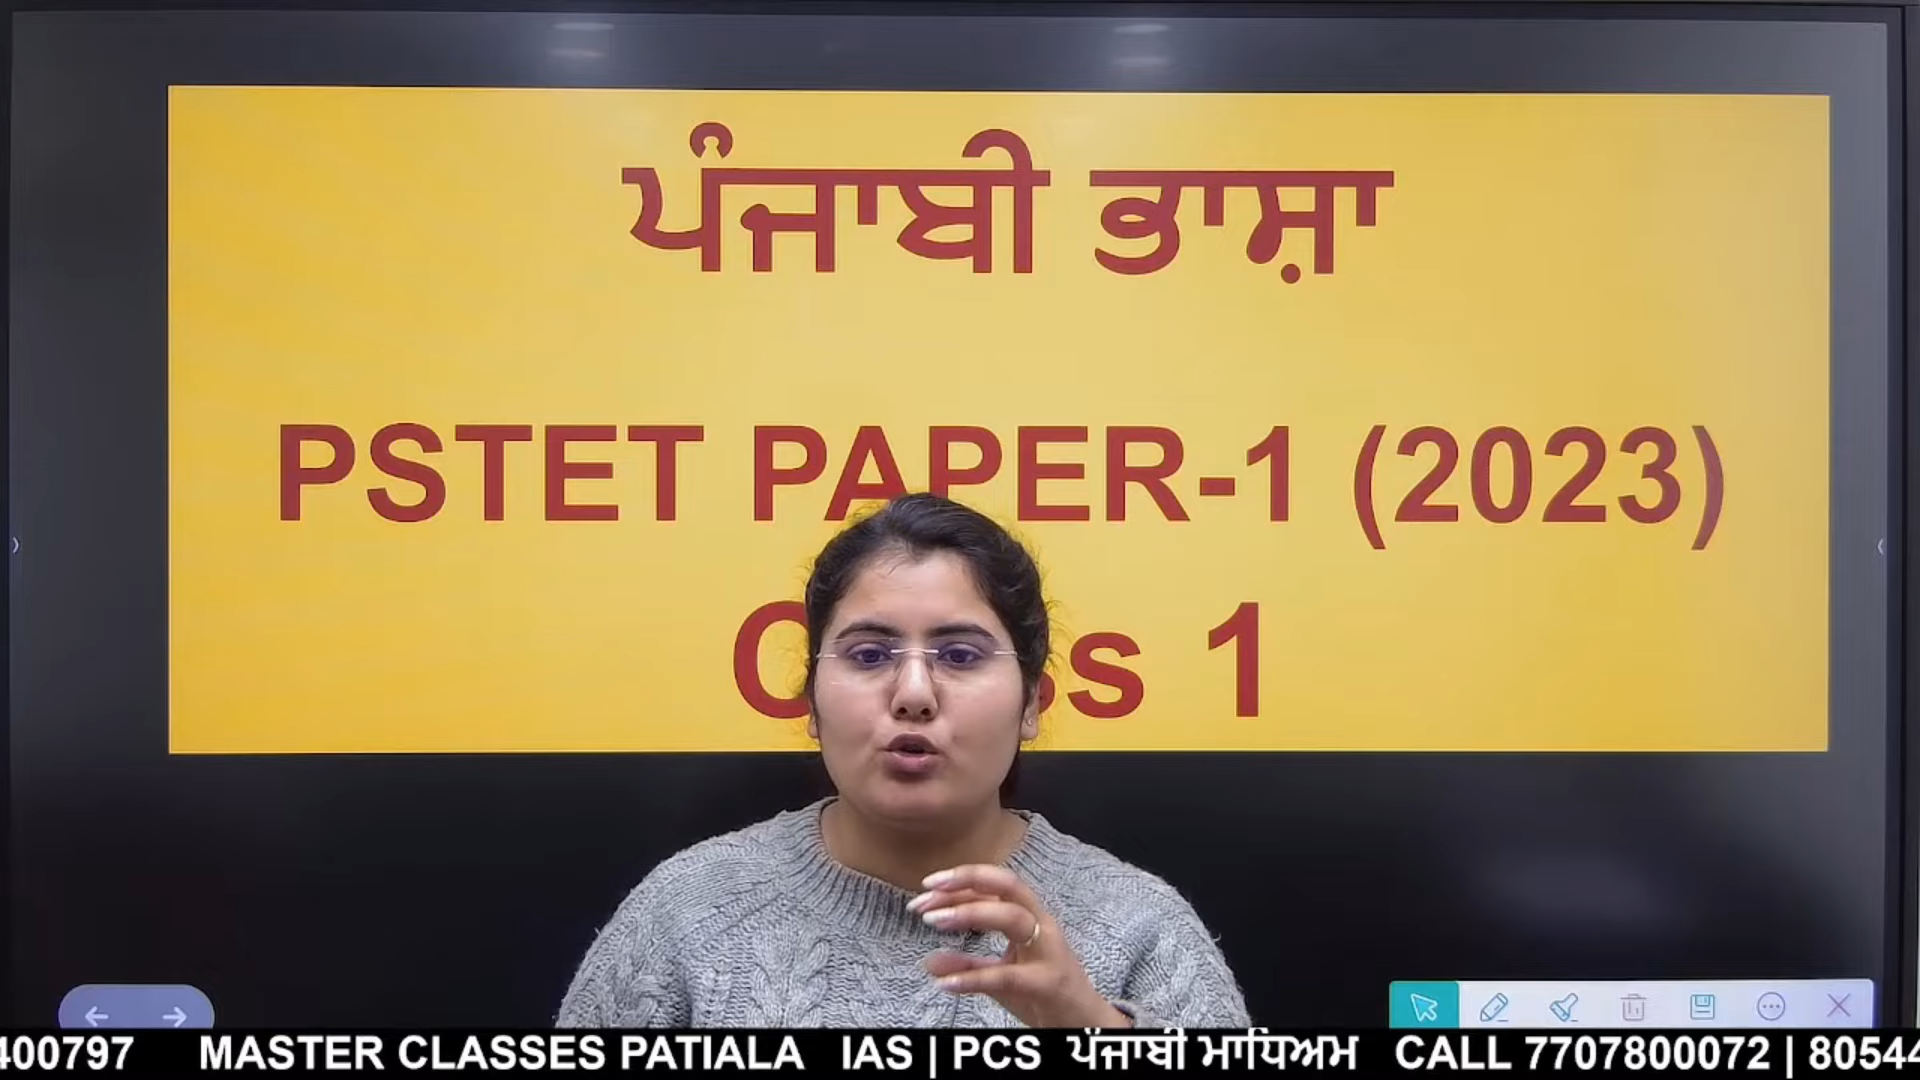 ਪੰਜਾਬੀ ਭਾਸ਼ਾ
PSTET PAPER-1 (2023)
1
400797 MASTER CLASSES PATIALA IAS | PCS ਪੰਜਾਬੀ ਮਾਧਿਅਮ CALL 7707800072 | 80544